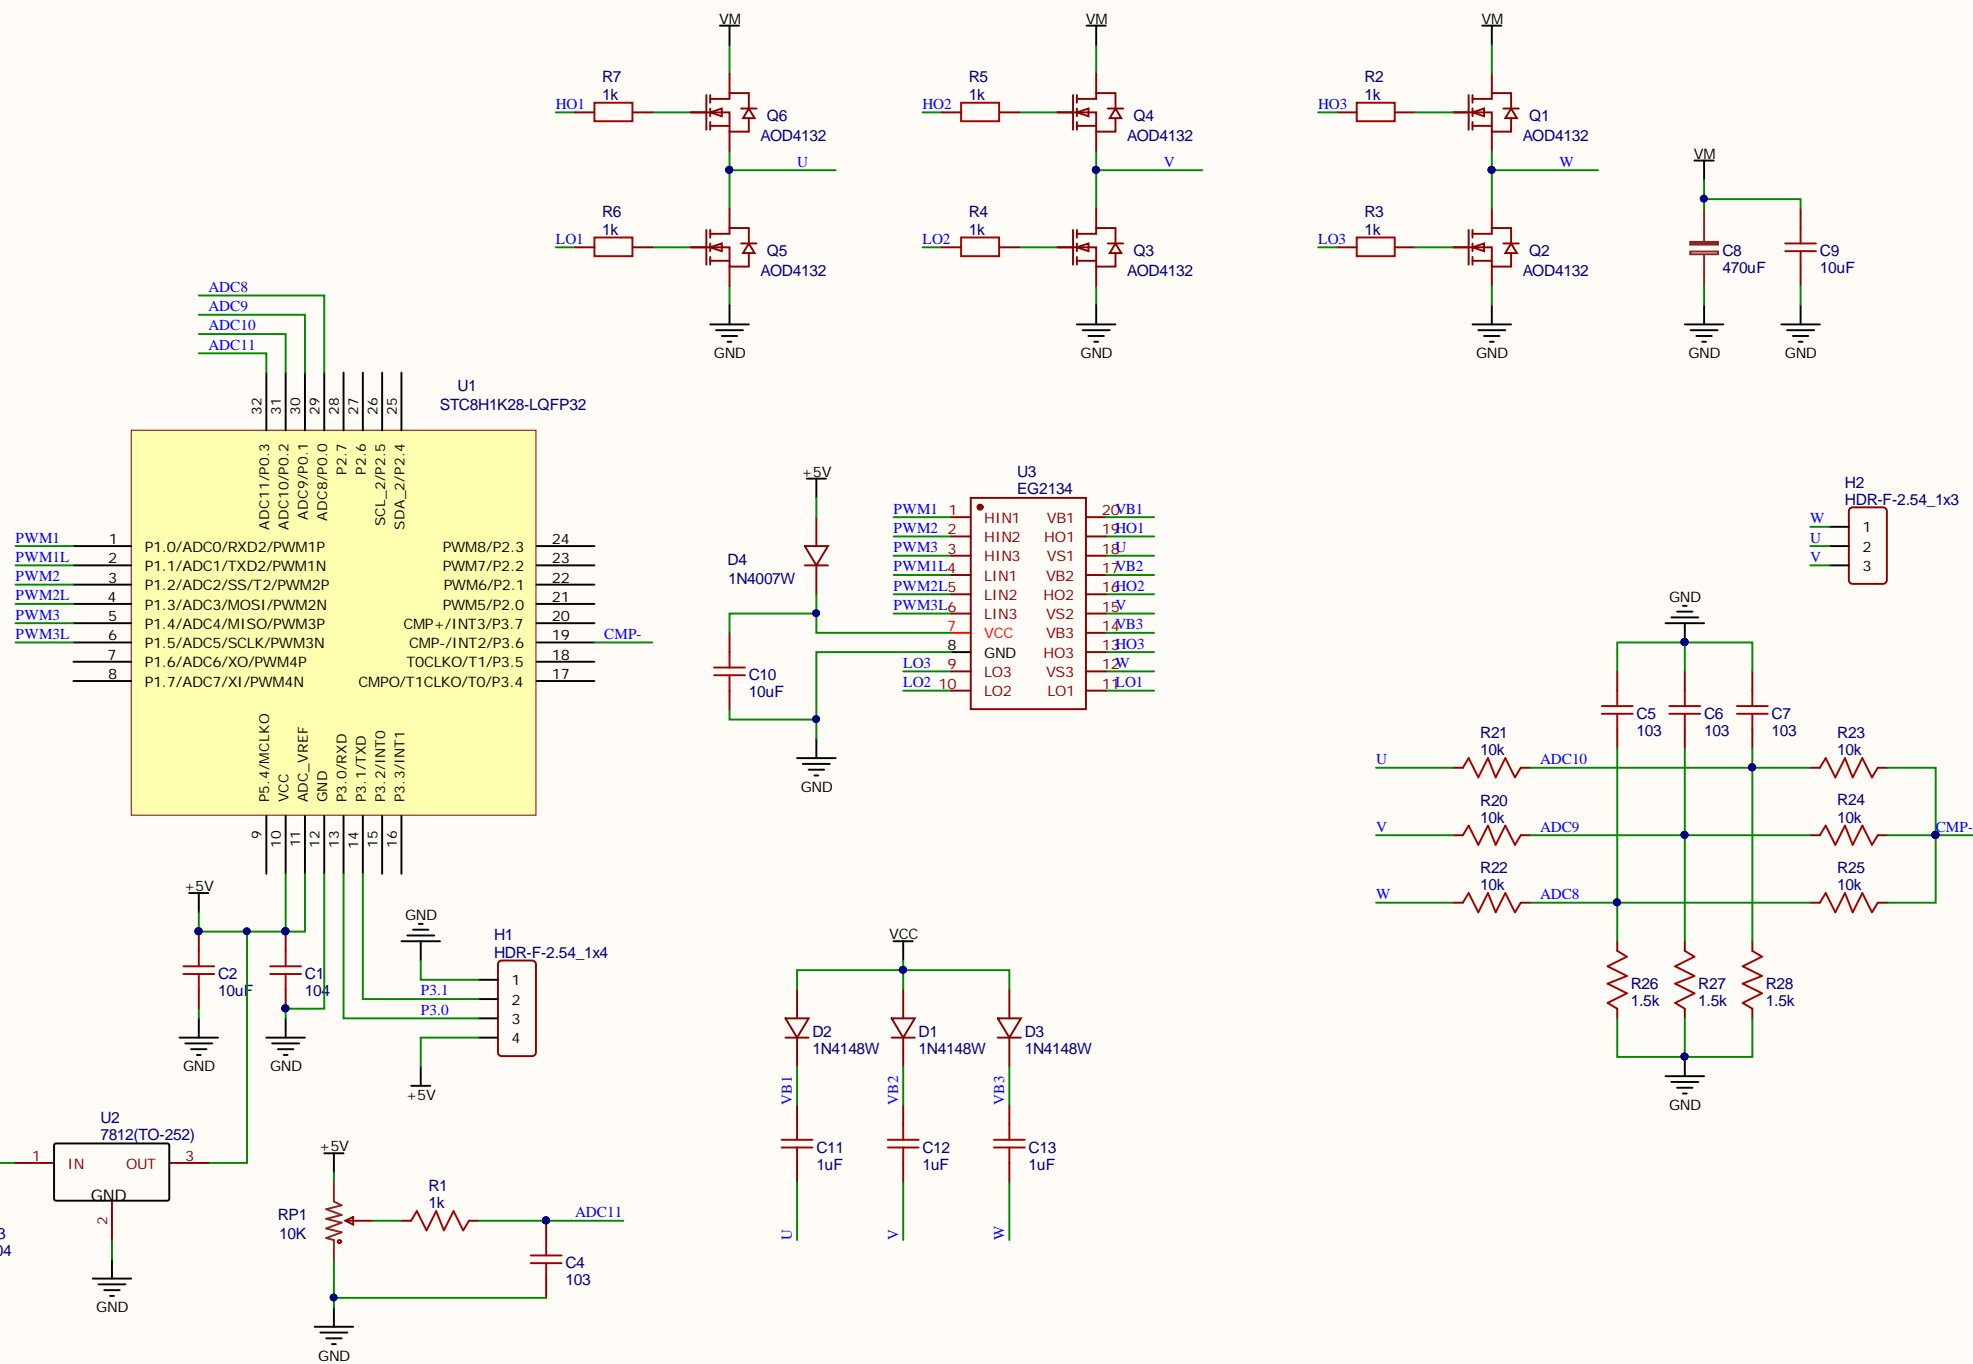 VM
R7
1k
HO1
Q6
AOD4132
U
R6
1k
LO1
Q5
AOD4132
GND
VM
R5
1k
HO2
Q4
AOD4132
V
R4
1k
LO2
Q3
AOD4132
GND
VM
R2
1k
HO3
Q1
AOD4132
W
R3
1k
LO3
Q2
AOD4132
GND
VM
C8
470uF
C9
10uF
GND
GND
ADC8
ADC9
ADC10
ADC11
U1
STC8H1K28-LQFP32
32
31
30
29
28
27
26
25
ADC11/P0.3
ADC10/P0.2
ADC9/P0.1
ADC8/P0.0
P2.7
P2.6
SCL_2/P2.5
SDA_2/P2.4
PWM1 1 P1.0/ADC0/RXD2/PWM1P
PWM1L 2 P1.1/ADC1/TXD2/PWM1N
PWM2 3 P1.2/ADC2/SS/T2/PWM2P
PWM2L 4 P1.3/ADC3/MOSI/PWM2N
PWM3 5 P1.4/ADC4/MISO/PWM3P
PWM3L 6 P1.5/ADC5/SCLK/PWM3N
7 P1.6/ADC6/XO/PWM4P
8 P1.7/ADC7/XI/PWM4N
PWM8/P2.3 24
PWM7/P2.2 23
PWM6/P2.1 22
PWM5/P2.0 21
CMP+/INT3/P3.7 20
CMP-/INT2/P3.6 19 CMP-
T0CLKO/T1/P3.5 18
CMPO/T1CLKO/T0/P3.4 17
P5.4/MCLKO
VCC
ADC_VREF
GND
P3.0/RXD
P3.1/TXD
P3.2/INT0
P3.3/INT1
9
10
11
12
13
14
15
16
+5V
C2
10uF
GND
C1
104
GND
GND
H1
HDR-F-2.54_1x4
1
P3.1 2
P3.0 3
4
+5V
U2
7812(TO-252)
1 IN OUT 3
GND
2
GND
3
04
+5V
RP1
10K
R1
1k
ADC11
C4
103
GND
+5V
D4
1N4007W
C10
10uF
GND
U3
EG2134
PWM1 1 HIN1 VB1 20 VB1
PWM2 2 HIN2 HO1 19 HO1
PWM3 3 HIN3 VS1 18 U
PWM1L 4 LIN1 VB2 17 VB2
PWM2L 5 LIN2 HO2 16 HO2
PWM3L 6 LIN3 VS2 15 V
7 VCC VB3 14 VB3
8 GND HO3 13 HO3
LO3 9 LO3 VS3 12 W
LO2 10 LO2 LO1 11 LO1
VCC
D2
1N4148W
D1
1N4148W
D3
1N4148W
VB1
VB2
VB3
C11
1uF
C12
1uF
C13
1uF
U
V
W
H2
HDR-F-2.54_1x3
W 1
U 2
V 3
GND
C5
103
C6
103
C7
103
R21
10k
U
ADC10
R23
10k
R20
10k
V
ADC9
R24
10k
CMP-
R22
10k
W
ADC8
R25
10k
R26
1.5k
R27
1.5k
R28
1.5k
GND